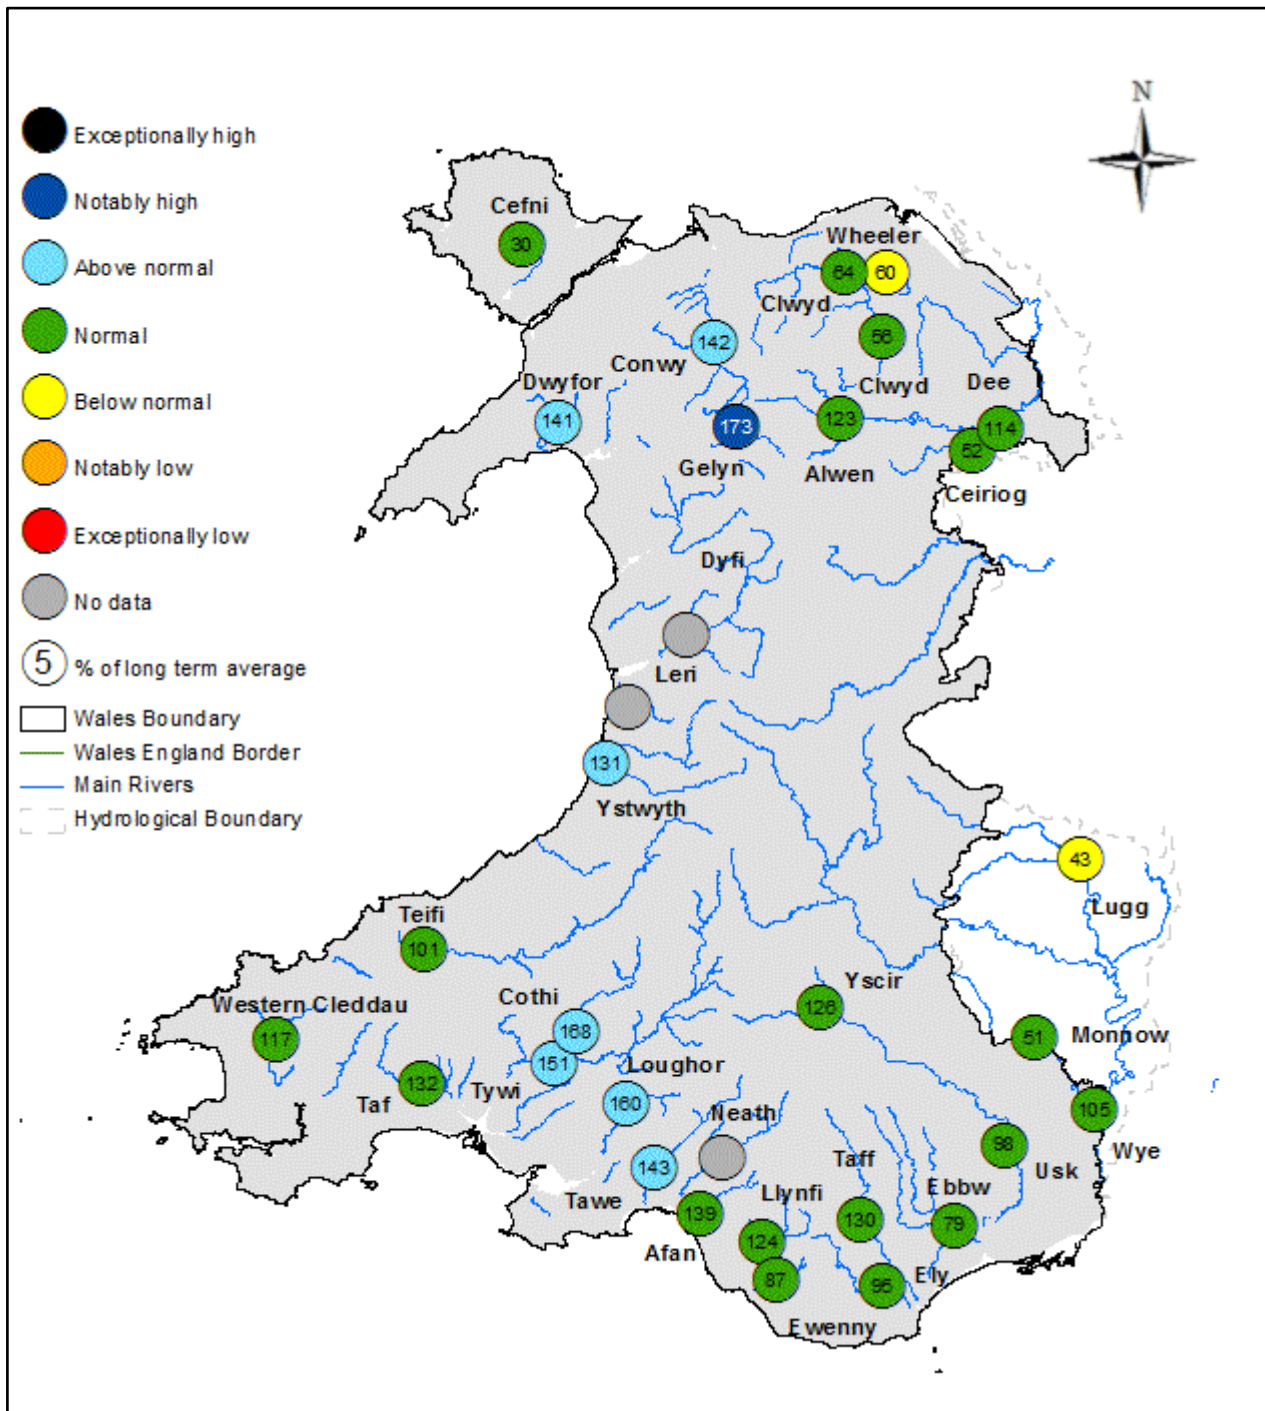 N
Exceptionally high
Notably high
Above normal
Normal
Below normal
Notably low
Exceptionally low
No data
5 % of long term average
Wales Boundary
Wales England Border
Main Rivers
Hydrological Boundary
Cefni
30
Wheeler
64
60
Clwyd
56
Clwyd
Conwy
142
Dee
Dwyfor
141
173
123
114
52
Gelyn
Alwen
Ceiriog
Dyfi
Leri
131
Ystwyth
43
Lugg
Teifi
101
Western Cleddau
117
Cothi
168
151
Tywi
Yscir
126
51
Monnow
Taf
132
Loughor
160
Neath
105
Wye
98
Usk
143
Tawe
Taff
Ebbw
Llynfi
139
Afan
130
79
124
87
95
Ely
Ewenny